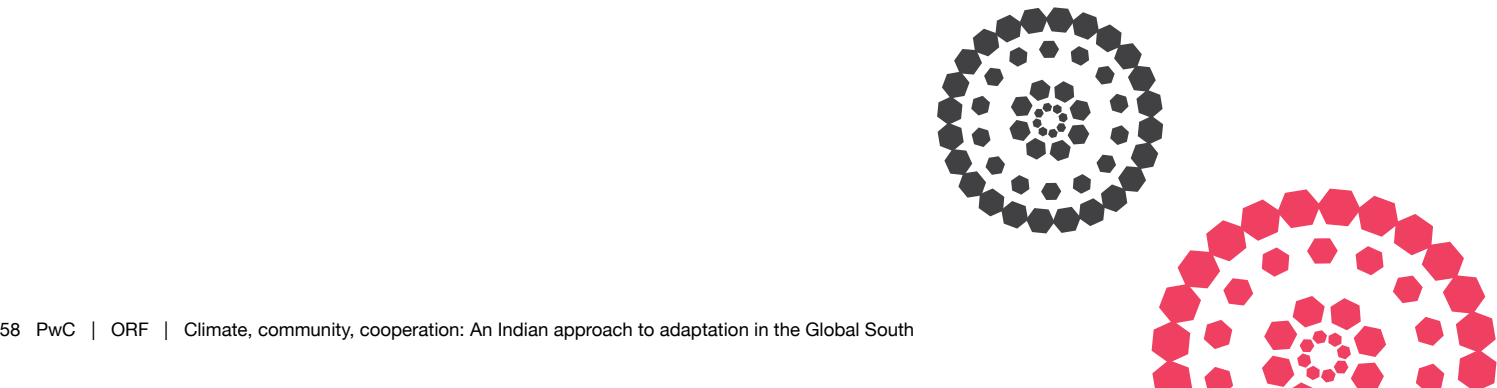 58 PwC | ORF | Climate, community, cooperation: An Indian approach to adaptation in the Global South